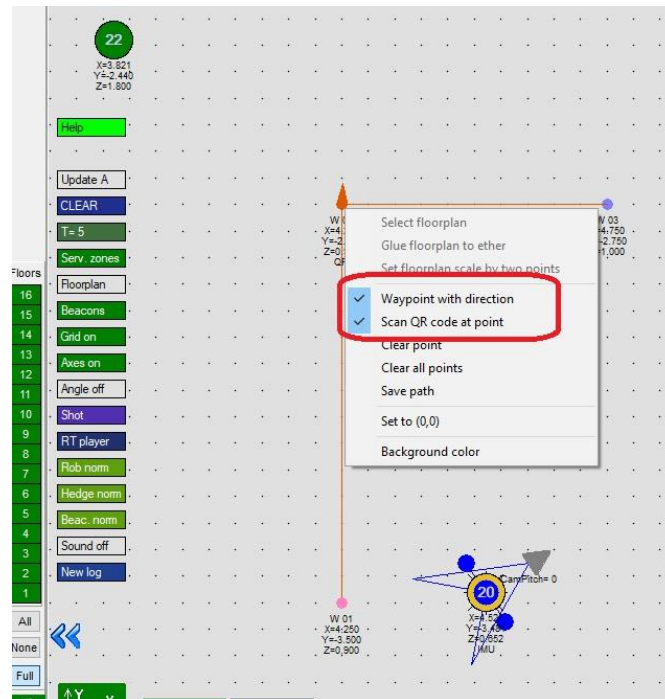 22
X=3.821
Y=-2.440
Z=1.800
Help
Update A
CLEAR
T= 5
Serv. zones
Floorplan
Beacons
Grid on
Axes on
Angle off
Shot
RT player
Rob norm
Hedge norm
Beac. norm
Sound off
New log
Floors
16
15
14
13
12
11
10
9
8
7
6
5
4
3
2
1
All
None
Full
Select floorplan
Glue floorplan to ether
Set floorplan scale by two points
Waypoint with direction
Scan QR code at point
Clear point
Clear all points
Save path
Set to (0,0)
Background color
W 03
W 01
X=4.250
Y=-3.500
Z=0,900
20
CamPitch= 0
IMU